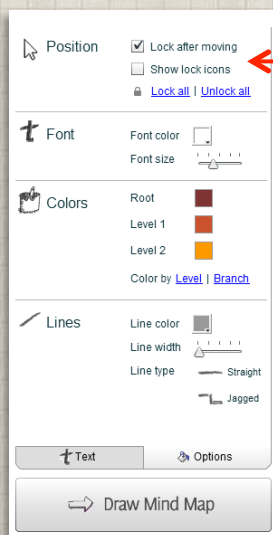 Position
Lock after moving
Show lock icons
Lock all | Unlock all
Font
Font color
Font size
Colors
Root
Level 1
Level 2
Color by Level | Branch
Lines
Line color
Line width
Line type Straight
Jagged
Text Options
Draw Mind Map